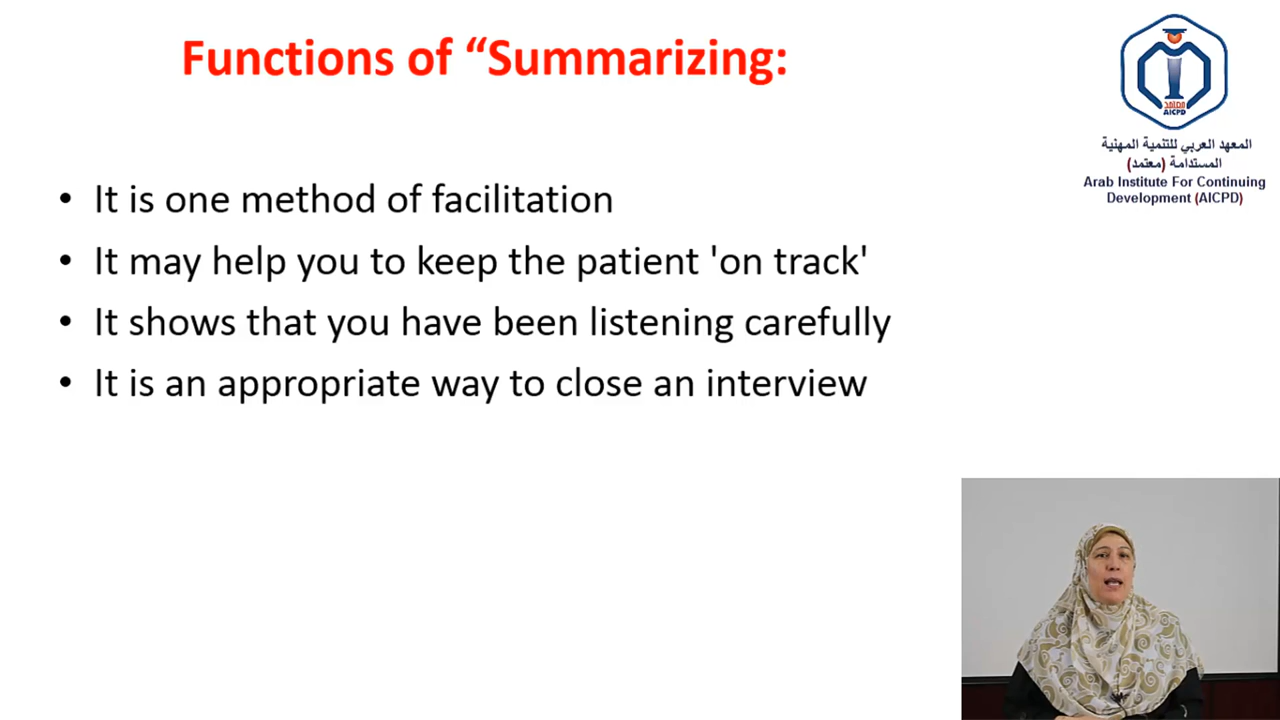 Functions of “Summarizing:
• It is one method of facilitation
• It may help you to keep the patient 'on track'
• It shows that you have been listening carefully
• It is an appropriate way to close an interview
معتمد
AICPD
المعهد العربي للتنمية المهنية
المستدامة (معتمد)
Arab Institute For Continuing
Development (AICPD)